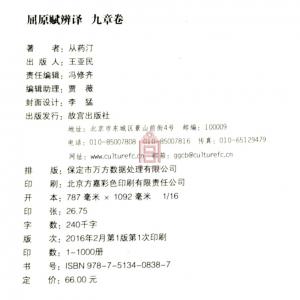 屈原赋辨译 九章卷
著 者：从药汀
出 版 人：王亚民
责任编辑：冯修齐
编辑助理：贾 薇
封面设计：李 猛
出版发行：故宫出版社
地址：北京市东城区景山前街4号 邮编：100009
电话：010-85007808 010-85007816 传真：010-65129479
网址：www.culturefc.cn 邮箱：ggcb@culturefc.cn
排 版：保定市万方数据处理有限公司
印 刷：北京方嘉彩色印刷有限责任公司
开 本：787 毫米 × 1092 毫米 1/16
印 张：26.75
字 数：240千字
版 次：2016年2月第1版第1次印刷
印 数：1-1000册
书 号：ISBN 978-7-5134-0838-7
定 价：66.00 元